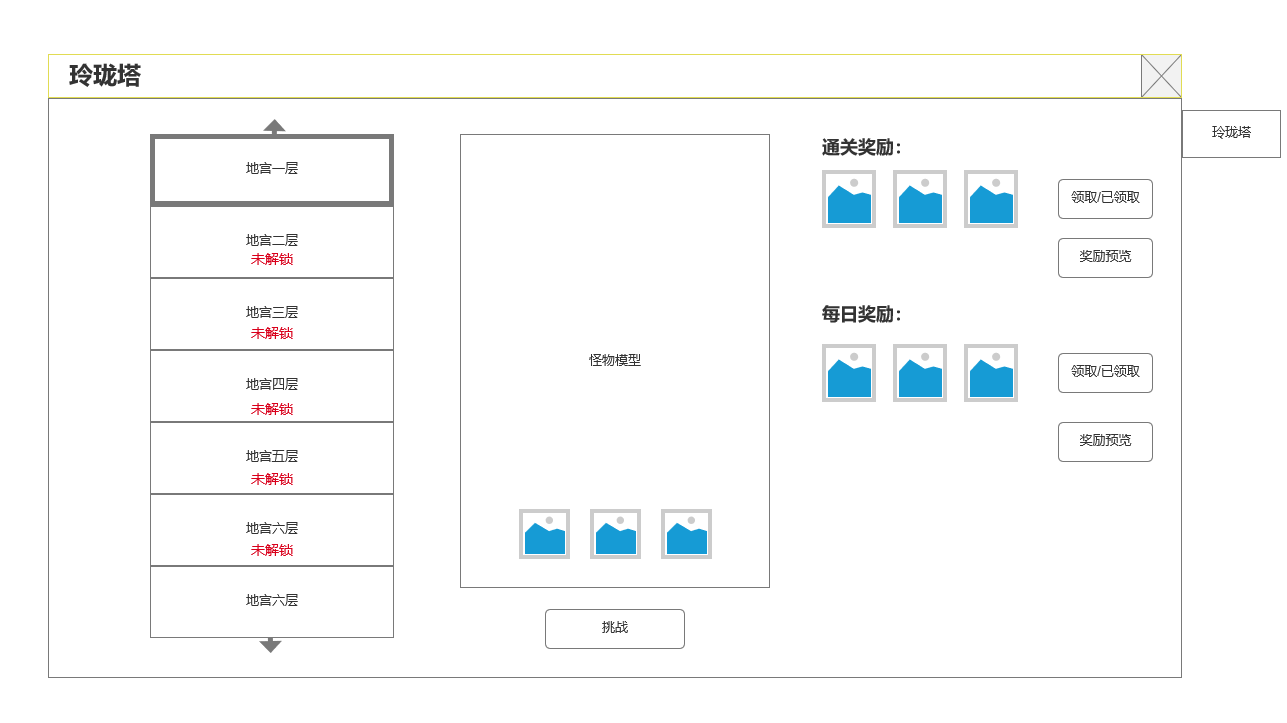 玲珑塔
玲珑塔
地宫一层
地宫二层
未解锁
地宫三层
未解锁
地宫四层
未解锁
地宫五层
未解锁
地宫六层
未解锁
地宫六层
怪物模型
挑战
通关奖励：
领取/已领取
奖励预览
每日奖励：
领取/已领取
奖励预览